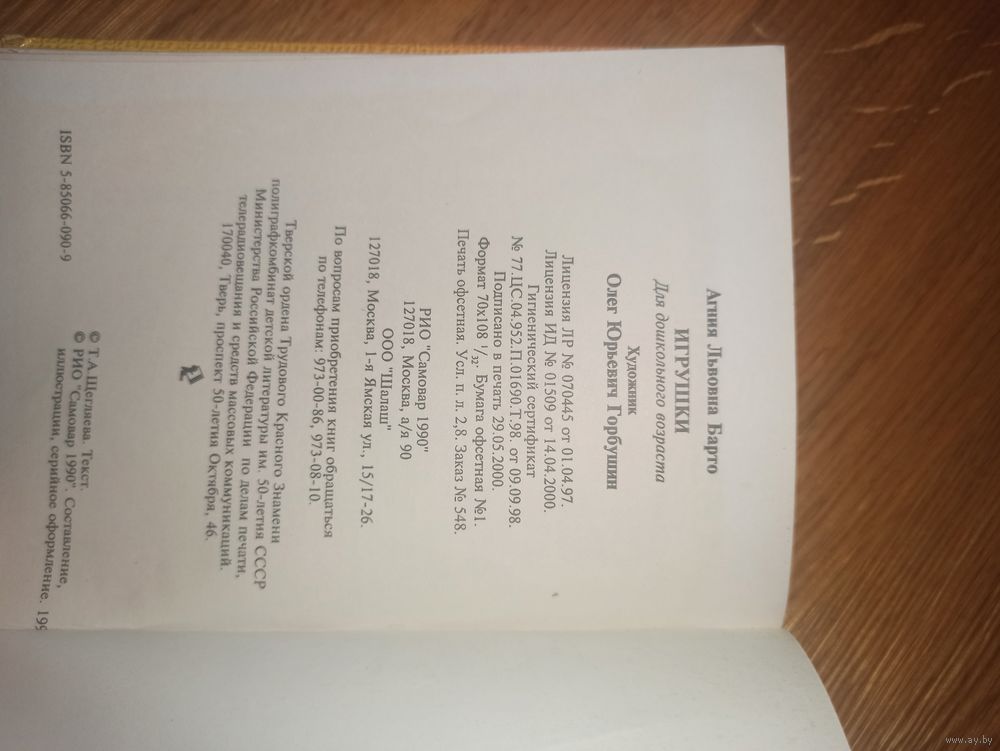 Агния Львовна Барто
ИГРУШКИ
Для дошкольного возраста
Художник
Олег Юрьевич Горбушин
Лицензия ЛР № 070445 от 01.04.97.
Лицензия ИД № 01509 от 14.04.2000.
Гигиенический сертификат
№ 77.ЦС.04.952.П.01690.Т.98. от 09.09.98.
Подписано в печать 29.05.2000.
Формат 70х108 1/32. Бумага офсетная №1.
Печать офсетная. Усл. п. л. 2,8. Заказ № 548.
РИО "Самовар 1990"
127018, Москва, а/я 90
ООО "Шалаш"
127018, Москва, 1-я Ямская ул., 15/17-26.
По вопросам приобретения книг обращаться
по телефонам: 973-00-86, 973-08-10.
Тверской ордена Трудового Красного Знамени
полиграфкомбинат детской литературы им. 50-летия СССР
Министерства Российской Федерации по делам печати,
телерадиовещания и средств массовых коммуникаций.
170040, Тверь, проспект 50-летия Октября, 46.
© Т.А.Щегляева. Текст.
© РИО "Самовар 1990". Составление,
иллюстрации, серийное оформление. 199
ISBN 5-85066-090-9
www.ay.by